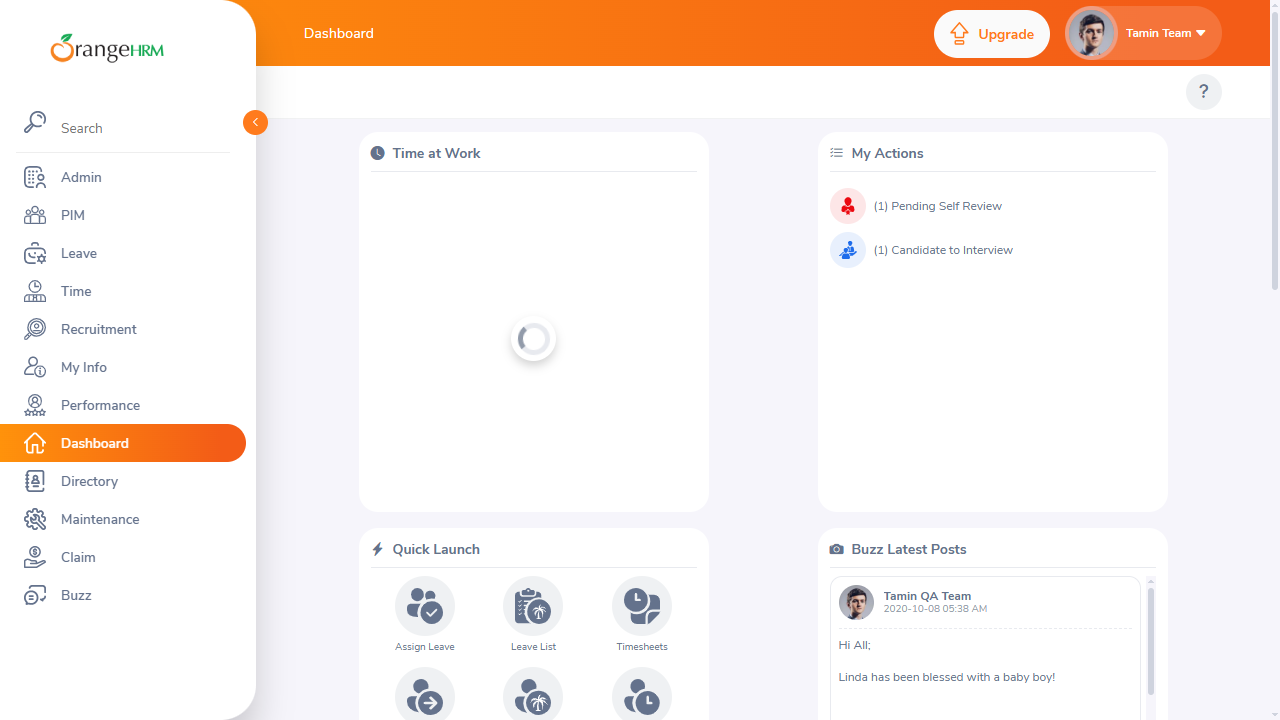 OrangeHRM
Dashboard
Upgrade
Tamin Team
?
Search
Admin
PIM
Leave
Time
Recruitment
My Info
Performance
Dashboard
Directory
Maintenance
Claim
Buzz
Time at Work
My Actions
(1) Pending Self Review
(1) Candidate to Interview
Quick Launch
Assign Leave
Leave List
Timesheets
Buzz Latest Posts
Tamin QA Team
2020-10-08 05:38 AM
Hi All;
Linda has been blessed with a baby boy!